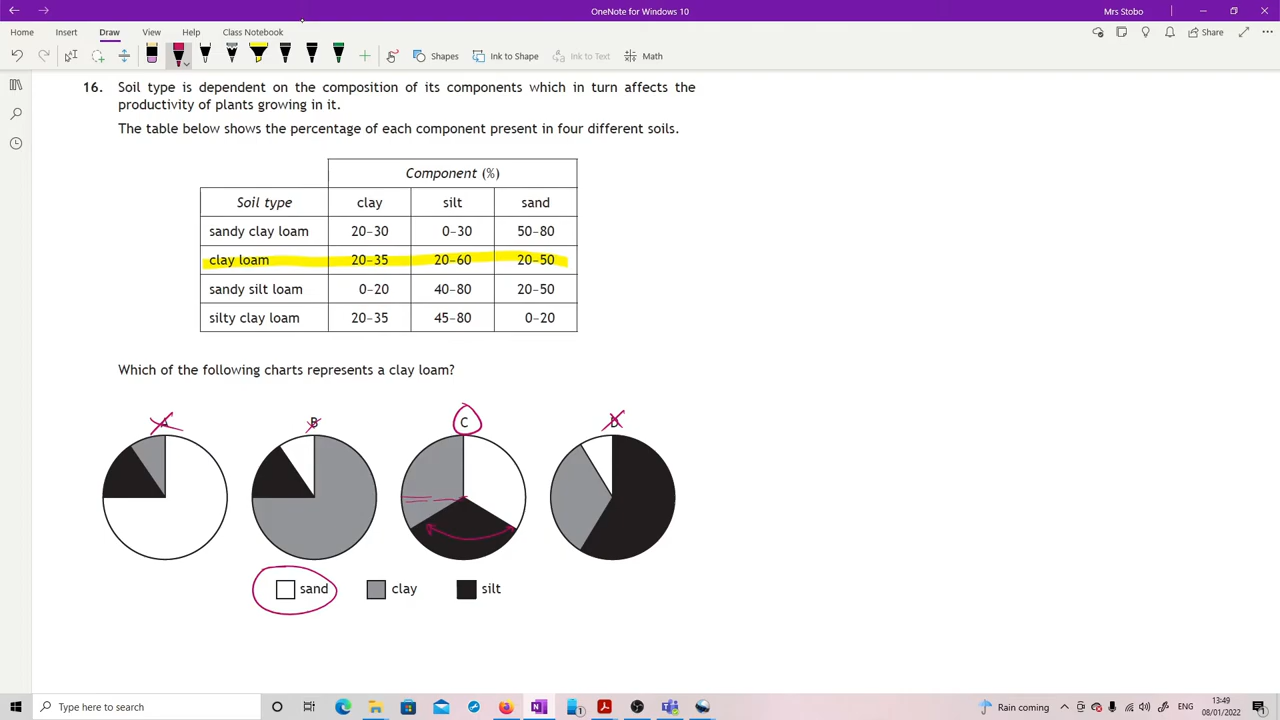 OneNote for Windows 10
Mrs Stobo
Home Insert Draw View Help Class Notebook
Share
Shapes Ink to Shape Ink to Text Math
16. Soil type is dependent on the composition of its components which in turn affects the
productivity of plants growing in it.
The table below shows the percentage of each component present in four different soils.
Component (%)
Soil type clay silt sand
sandy clay loam 20–30 0–30 50–80
clay loam 20–35 20–60 20–50
sandy silt loam 0–20 40–80 20–50
silty clay loam 20–35 45–80 0–20
Which of the following charts represents a clay loam?
A B C D
sand clay silt
Type here to search
Rain coming
ENG
13:49
08/01/2022